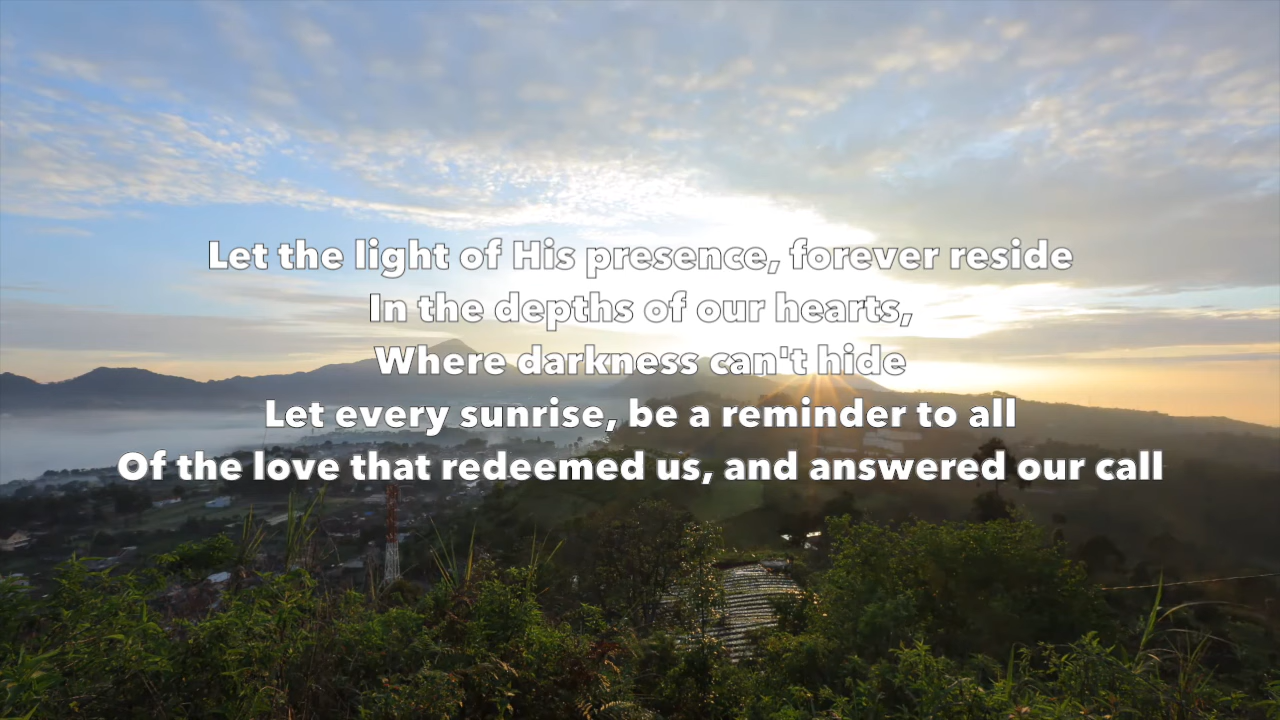 Let the light of His presence, forever reside
In the depths of our hearts,
Where darkness can't hide
Let every sunrise, be a reminder to all
Of the love that redeemed us, and answered our call